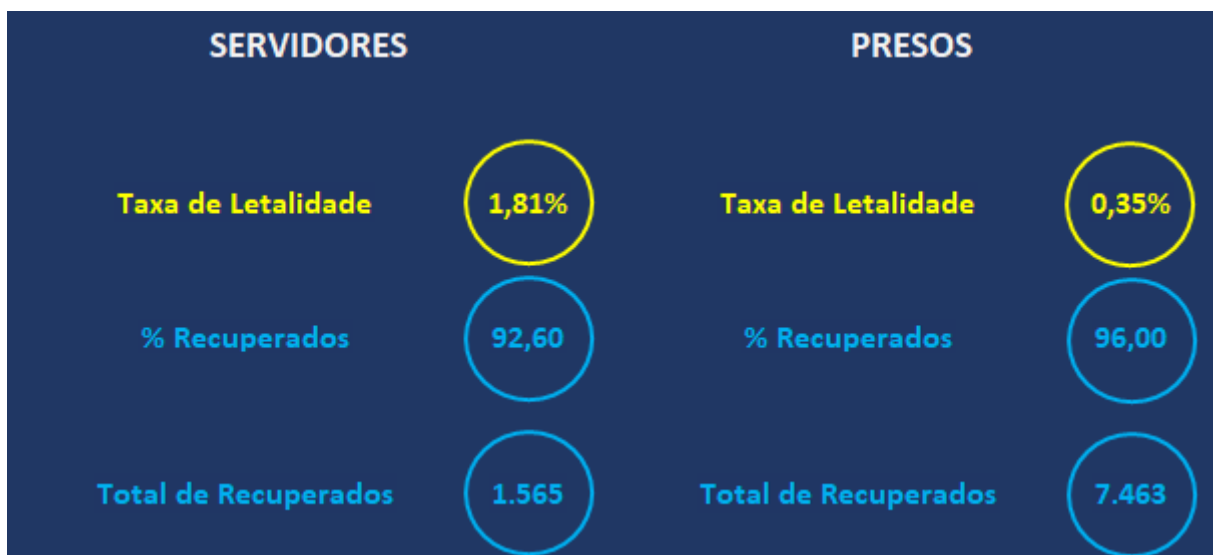 SERVIDORES
PRESOS
Taxa de Letalidade 1,81%
Taxa de Letalidade 0,35%
% Recuperados 92,60
% Recuperados 96,00
Total de Recuperados 1.565
Total de Recuperados 7.463